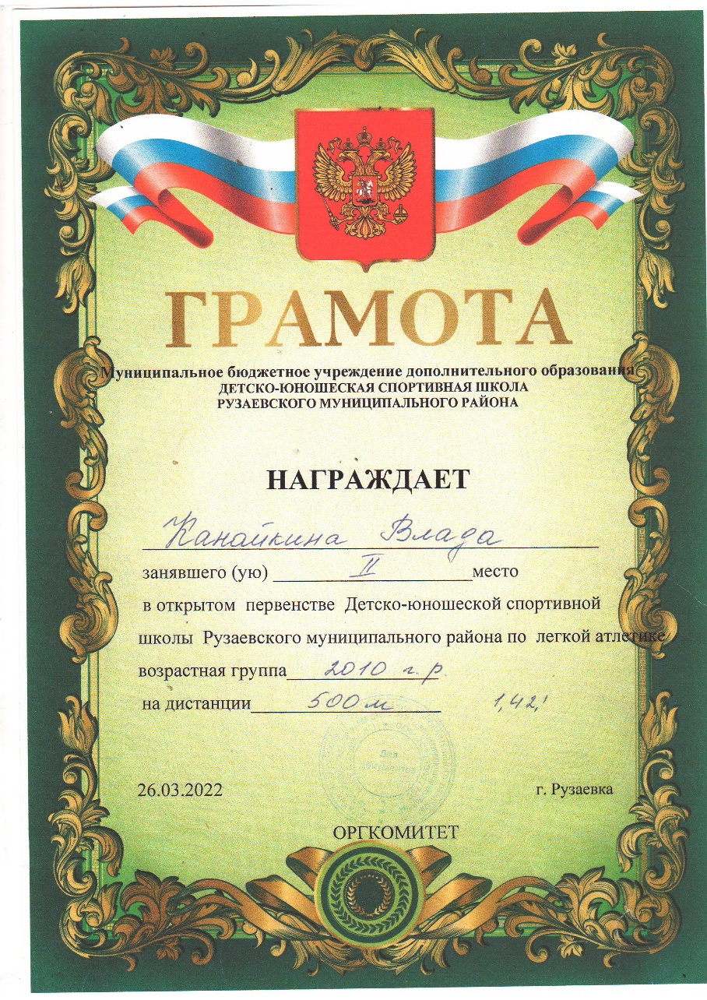 ГРАМОТА
Муниципальное бюджетное учреждение дополнительного образования
ДЕТСКО-ЮНОШЕСКАЯ СПОРТИВНАЯ ШКОЛА
РУЗАЕВСКОГО МУНИЦИПАЛЬНОГО РАЙОНА
НАГРАЖДАЕТ
Канайкина Влада
занявшего (ую) II место
в открытом первенстве Детско-юношеской спортивной
школы Рузаевского муниципального района по легкой атлетике
возрастная группа 2010 г. р.
на дистанции 500м 1,42,!
Для
документов
26.03.2022 г. Рузаевка
ОРГКОМИТЕТ